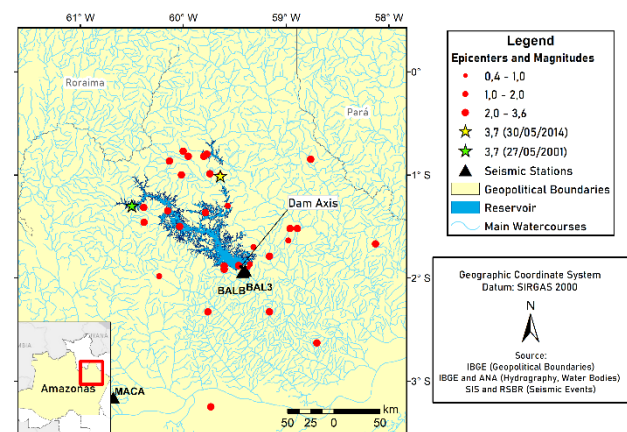 61°W
60°W
59°W
58°W
0°
1°S
2°S
3°S
Roraima
Pará
Dam Axis
BALB
BAL3
MACA
Amazonas
km
50
25
0
50
Legend
Epicenters and Magnitudes
0,4 - 1,0
1,0 - 2,0
2,0 - 3,6
3,7 (30/05/2014)
3,7 (27/05/2001)
Seismic Stations
Geopolitical Boundaries
Reservoir
Main Watercourses
Geographic Coordinate System
Datum: SIRGAS 2000
N
Source:
IBGE (Geopolitical Boundaries)
IBGE and ANA (Hydrography, Water Bodies)
SIS and RSBR (Seismic Events)